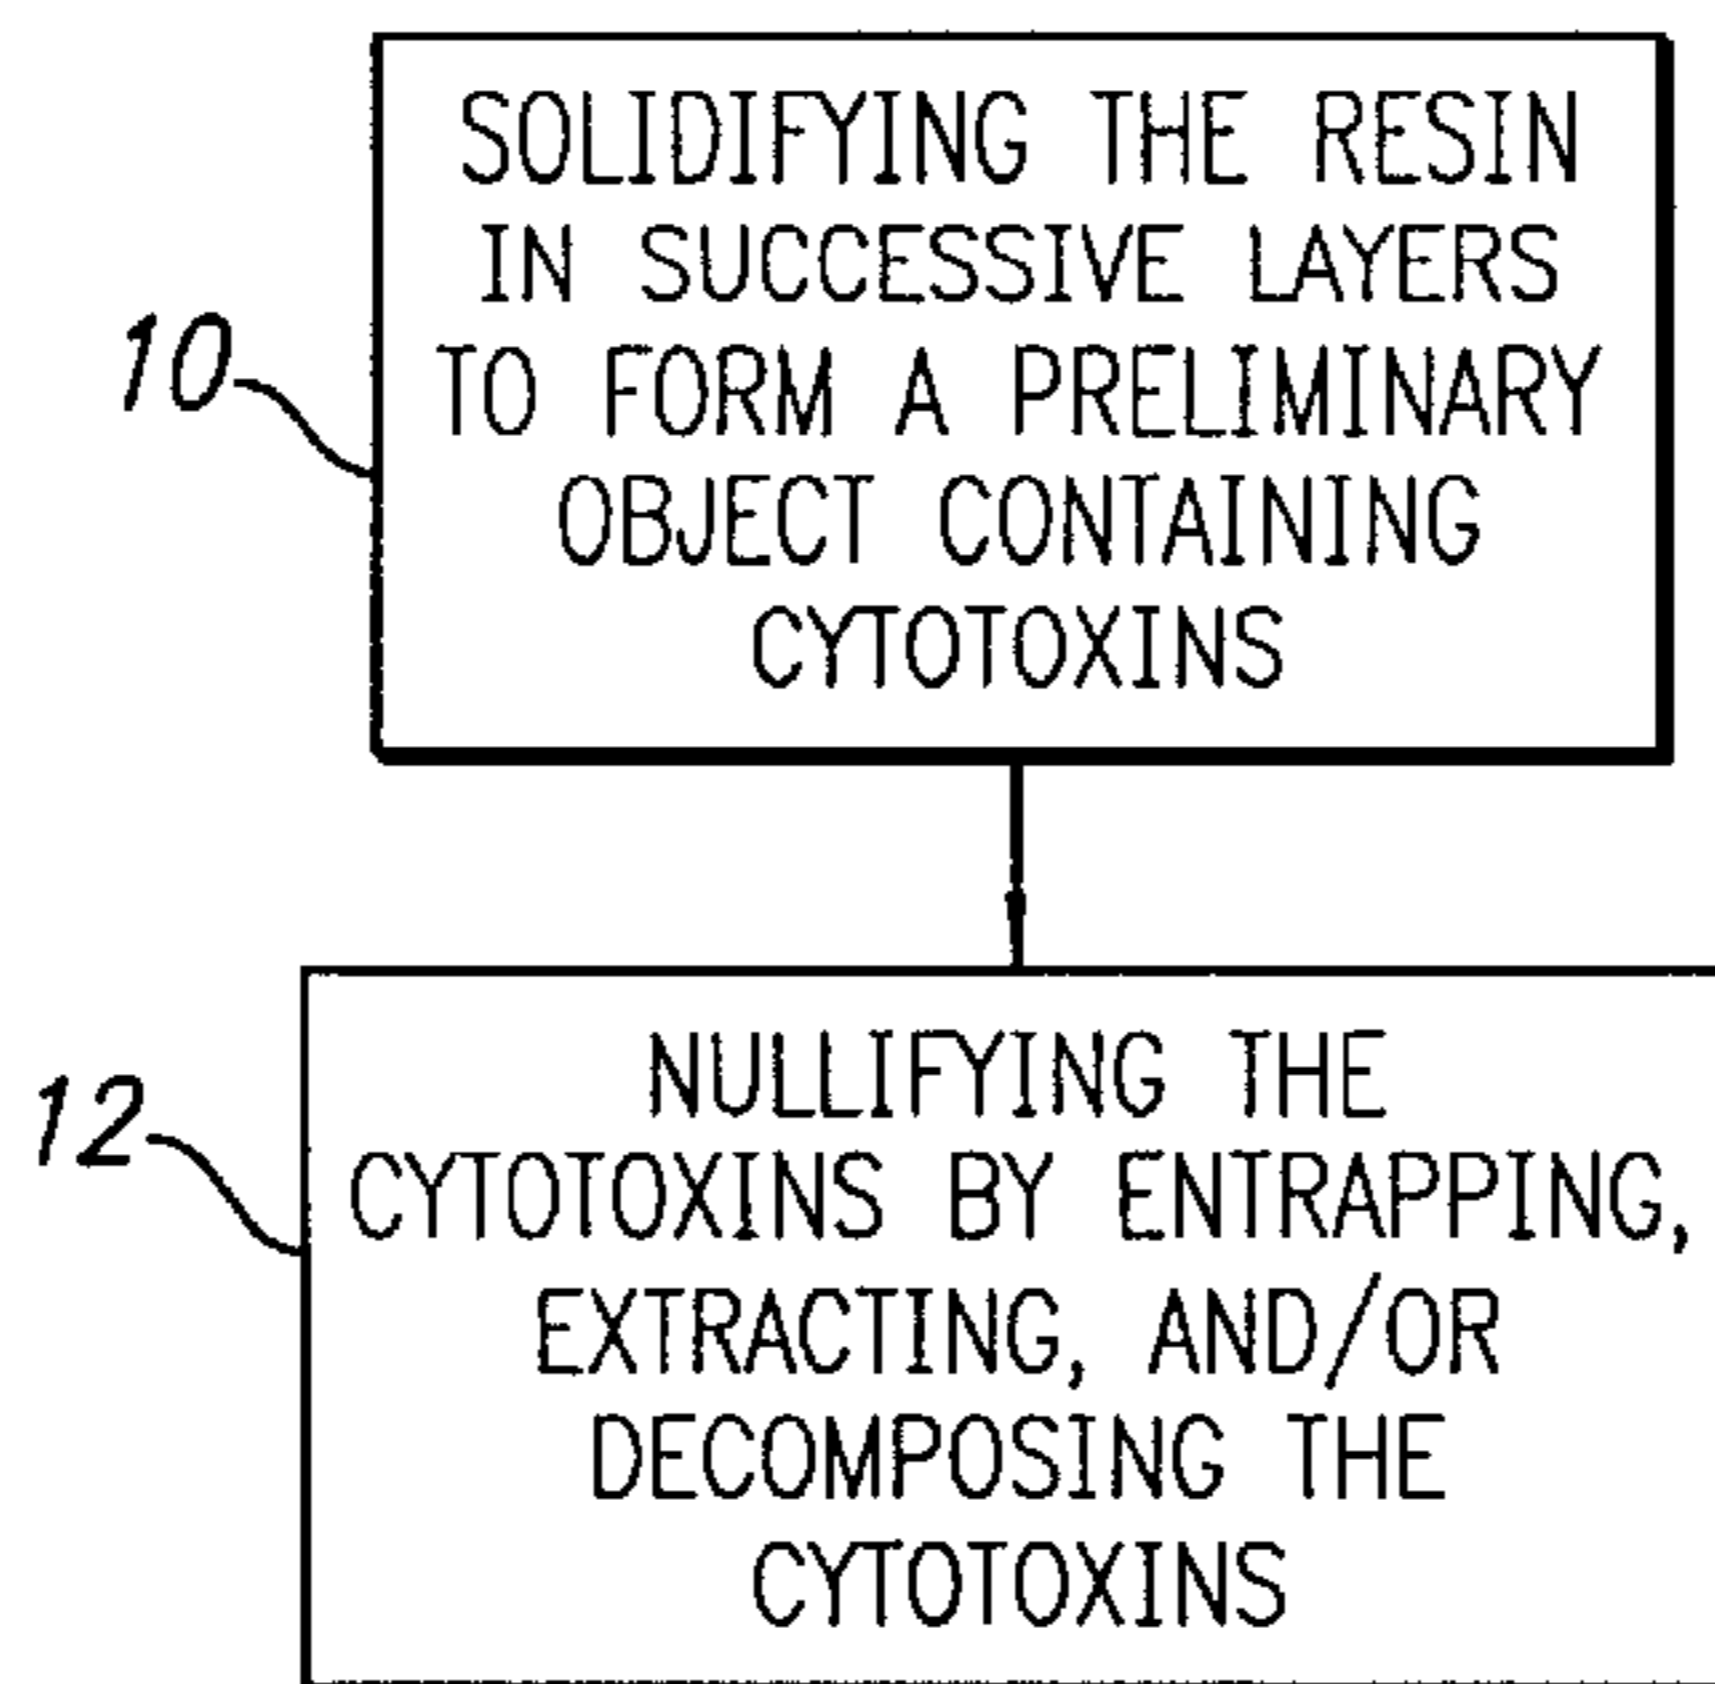 SOLIDIFYING THE RESIN
IN SUCCESSIVE LAYERS
TO FORM A PRELIMINARY
OBJECT CONTAINING
CYTOTOXINS
10
NULLIFYING THE
CYTOTOXINS BY ENTRAPPING,
EXTRACTING, AND/OR
DECOMPOSING THE
CYTOTOXINS
12